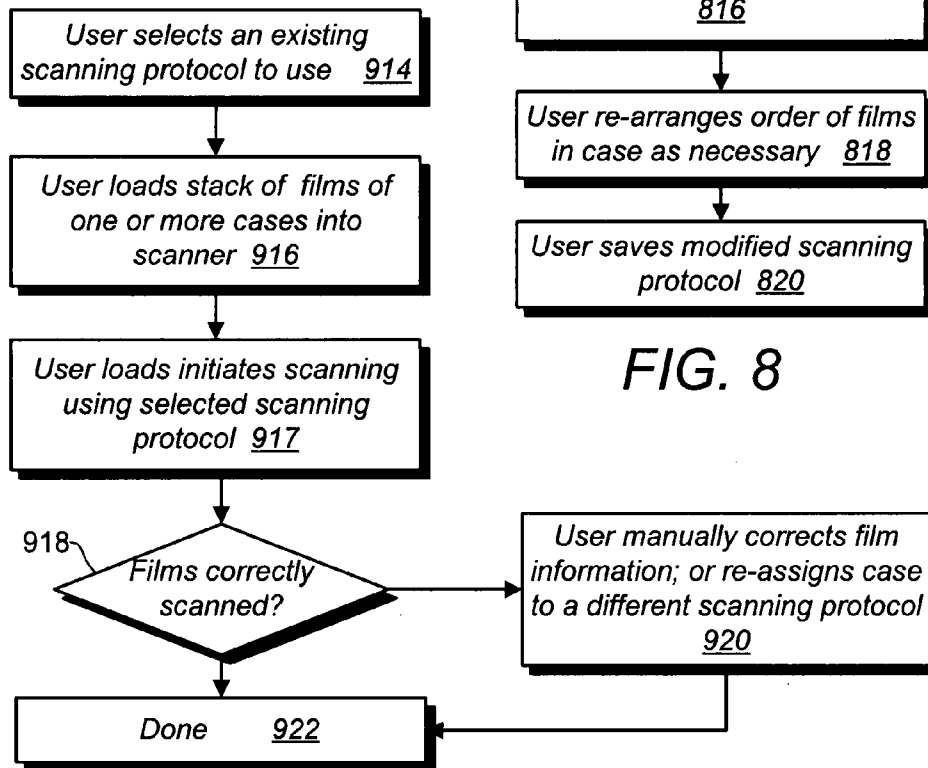 User selects an existing
scanning protocol to use 914
User loads stack of films of
one or more cases into
scanner 916
User loads initiates scanning
using selected scanning
protocol 917
918
Films correctly
scanned?
Done 922
816
User re-arranges order of films
in case as necessary 818
User saves modified scanning
protocol 820
FIG. 8
User manually corrects film
information; or re-assigns case
to a different scanning protocol
920